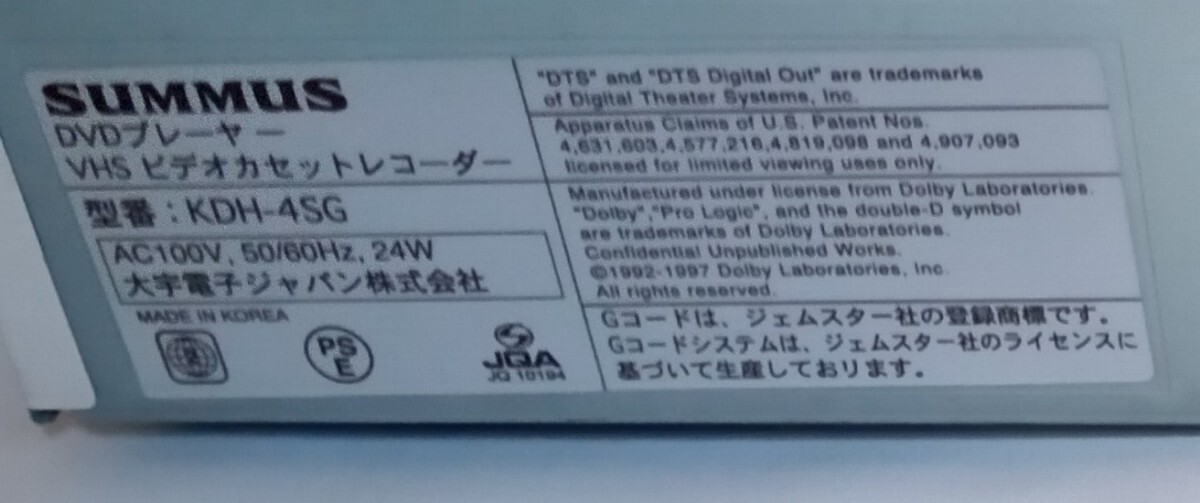 SUMMUS
DVDプレーヤー
VHS ビデオカセットレコーダー
型番 : KDH-4SG
AC100V, 50/60Hz, 24W
大宇電子ジャパン株式会社
MADE IN KOREA
PS
E
JQA
JQ 10194
"DTS" and "DTS Digital Out" are trademarks
of Digital Theater Systems, Inc.
Apparatus Claims of U.S. Patent Nos.
4,631,603,4,577,216,4,819,098 and 4,907,093
licensed for limited viewing uses only.
Manufactured under license from Dolby Laboratories.
"Dolby","Pro Logic", and the double-D symbol
are trademarks of Dolby Laboratories.
Confidential Unpublished Works.
©1992-1997 Dolby Laboratories, Inc.
All rights reserved.
Gコードは、ジェムスター社の登録商標です。
Gコードシステムは、ジェムスター社のライセンスに
基づいて生産しております。